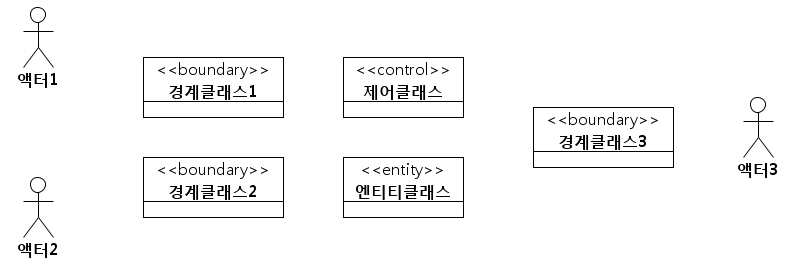 액터1
<<boundary>>
경계클래스1
<<control>>
제어클래스
<<boundary>>
경계클래스3
액터3
<<boundary>>
경계클래스2
<<entity>>
엔티티클래스
액터2